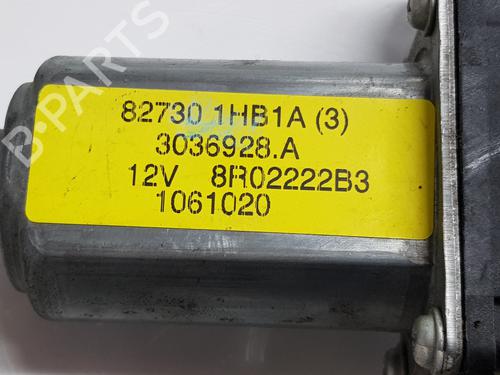 82730 1HB1A (3)
3036928.A
12V 8R02222B3
1061020
B-PARTS